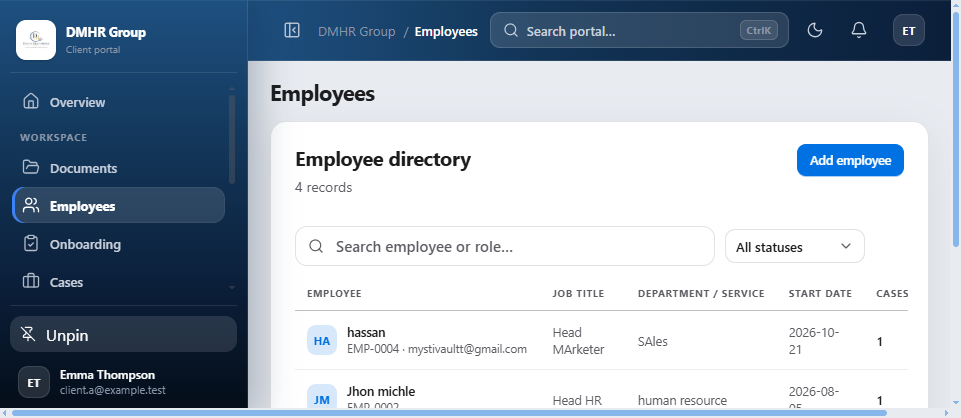 DMHR Group
Client portal
Overview
WORKSPACE
Documents
Employees
Onboarding
Cases
Unpin
ET
Emma Thompson
client.a@example.test
DMHR Group / Employees
Search portal...
CtrlK
ET
Employees
Employee directory
4 records
Add employee
Search employee or role...
All statuses
EMPLOYEE JOB TITLE DEPARTMENT / SERVICE START DATE CASES
HA
hassan
EMP-0004 · mystivaultt@gmail.com
Head
MArketer
SAles
2026-10-
21
1
JM
Jhon michle
EMP-0002
Head HR
human resource
2026-08-
05
1